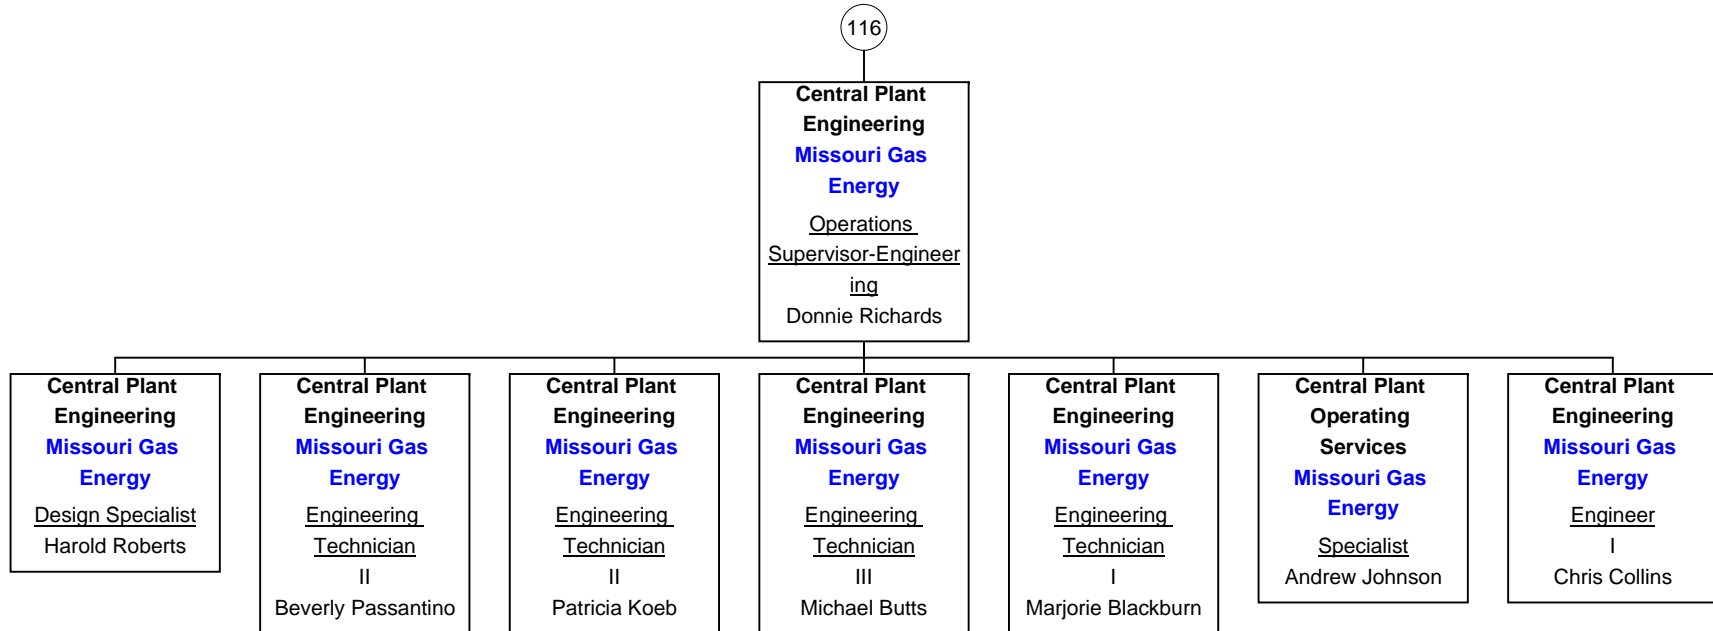 116
Central Plant
Engineering
Missouri Gas
Energy
Operations
Supervisor-Engineer
ing
Donnie Richards
Central Plant
Engineering
Missouri Gas
Energy
Design Specialist
Harold Roberts
Central Plant
Engineering
Missouri Gas
Energy
Engineering
Technician
II
Beverly Passantino
Central Plant
Engineering
Missouri Gas
Energy
Engineering
Technician
II
Patricia Koeb
Central Plant
Engineering
Missouri Gas
Energy
Engineering
Technician
III
Michael Butts
Central Plant
Engineering
Missouri Gas
Energy
Engineering
Technician
I
Marjorie Blackburn
Central Plant
Operating
Services
Missouri Gas
Energy
Specialist
Andrew Johnson
Central Plant
Engineering
Missouri Gas
Energy
Engineer
I
Chris Collins